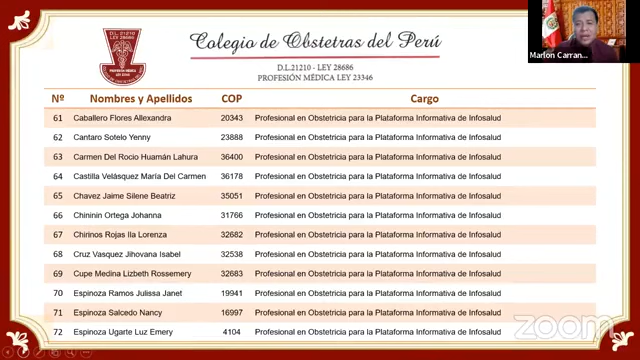 D.L. 21210
LEY 28686
PROFESIÓN MÉDICA
LEY 23346
Colegio de Obstetras del Perú
D.L.21210 - LEY 28686
PROFESIÓN MÉDICA LEY 23346
Marlon Carran...
Nº Nombres y Apellidos COP Cargo
61 Caballero Flores Allexandra 20343 Profesional en Obstetricia para la Plataforma Informativa de Infosalud
62 Cantaro Sotelo Yenny 23888 Profesional en Obstetricia para la Plataforma Informativa de Infosalud
63 Carmen Del Rocio Huamán Lahura 36400 Profesional en Obstetricia para la Plataforma Informativa de Infosalud
64 Castilla Velásquez María Del Carmen 36178 Profesional en Obstetricia para la Plataforma Informativa de Infosalud
65 Chavez Jaime Silene Beatriz 35051 Profesional en Obstetricia para la Plataforma Informativa de Infosalud
66 Chininin Ortega Johanna 31766 Profesional en Obstetricia para la Plataforma Informativa de Infosalud
67 Chirinos Rojas Ila Lorenza 32682 Profesional en Obstetricia para la Plataforma Informativa de Infosalud
68 Cruz Vasquez Jihovana Isabel 32538 Profesional en Obstetricia para la Plataforma Informativa de Infosalud
69 Cupe Medina Lizbeth Rossemery 32683 Profesional en Obstetricia para la Plataforma Informativa de Infosalud
70 Espinoza Ramos Julissa Janet 19941 Profesional en Obstetricia para la Plataforma Informativa de Infosalud
71 Espinoza Salcedo Nancy 16997 Profesional en Obstetricia para la Plataforma Informativa de Infosalud
72 Espinoza Ugarte Luz Emery 4104 Profesional en Obstetricia para la Plataforma Informativa de Infosalud
zoom